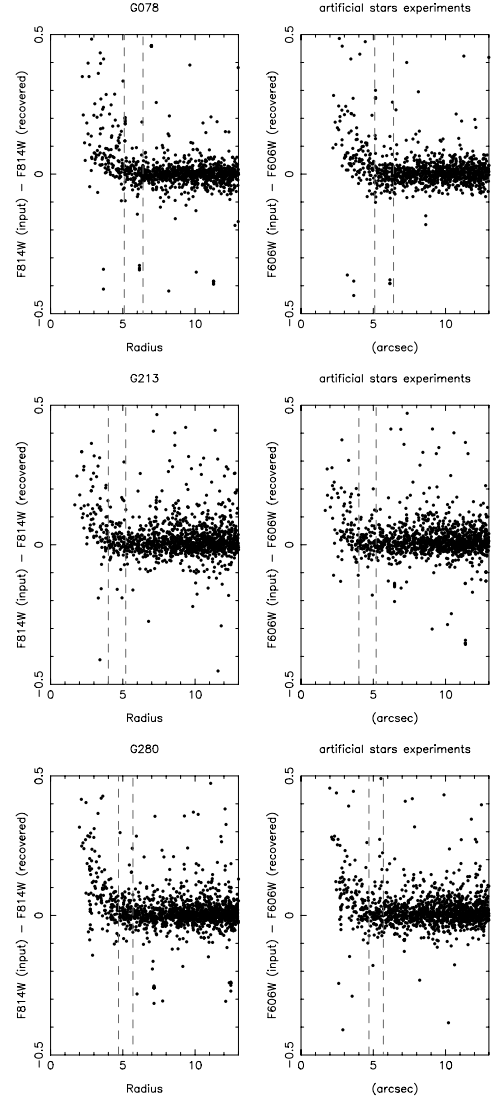 G078
artificial stars experiments
F814W (input) − F814W (recovered)
0.5
0
−0.5
0
5
10
Radius
F606W (input) − F606W (recovered)
0.5
0
−0.5
0
5
10
(arcsec)
G213
artificial stars experiments
F814W (input) − F814W (recovered)
0.5
0
−0.5
0
5
10
Radius
F606W (input) − F606W (recovered)
0.5
0
−0.5
0
5
10
(arcsec)
G280
artificial stars experiments
F814W (input) − F814W (recovered)
0.5
0
−0.5
0
5
10
Radius
F606W (input) − F606W (recovered)
0.5
0
−0.5
0
5
10
(arcsec)